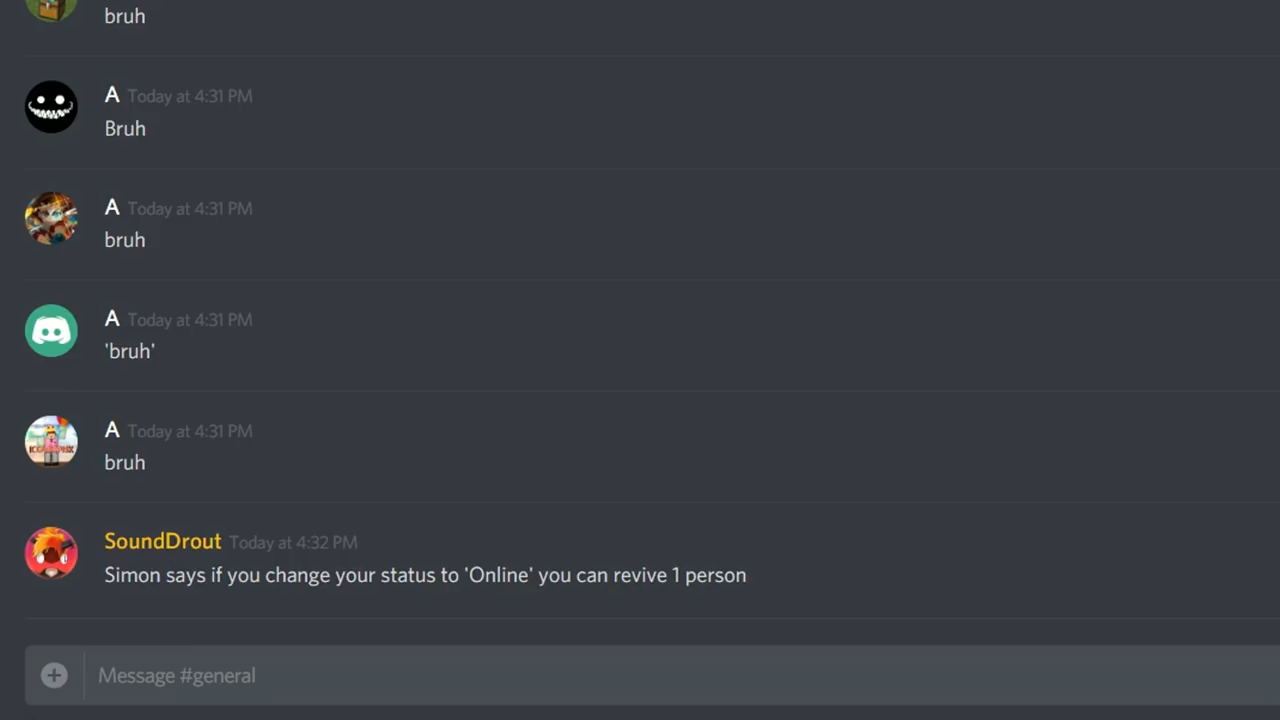 bruh
A Today at 4:31 PM
Bruh
A Today at 4:31 PM
bruh
A Today at 4:31 PM
'bruh'
A Today at 4:31 PM
bruh
SoundDrout Today at 4:32 PM
Simon says if you change your status to 'Online' you can revive 1 person
Message #general